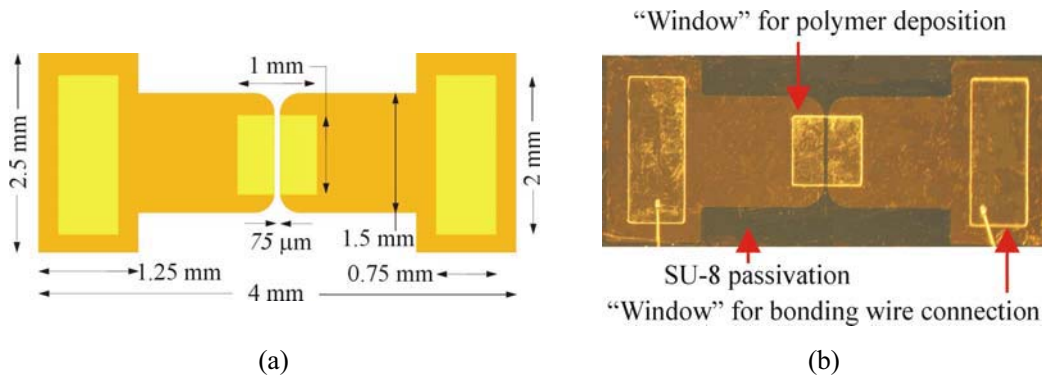 1 mm
2.5 mm
2 mm
75 μm
1.5 mm
1.25 mm
0.75 mm
4 mm
(a)
“Window” for polymer deposition
SU-8 passivation
“Window” for bonding wire connection
(b)